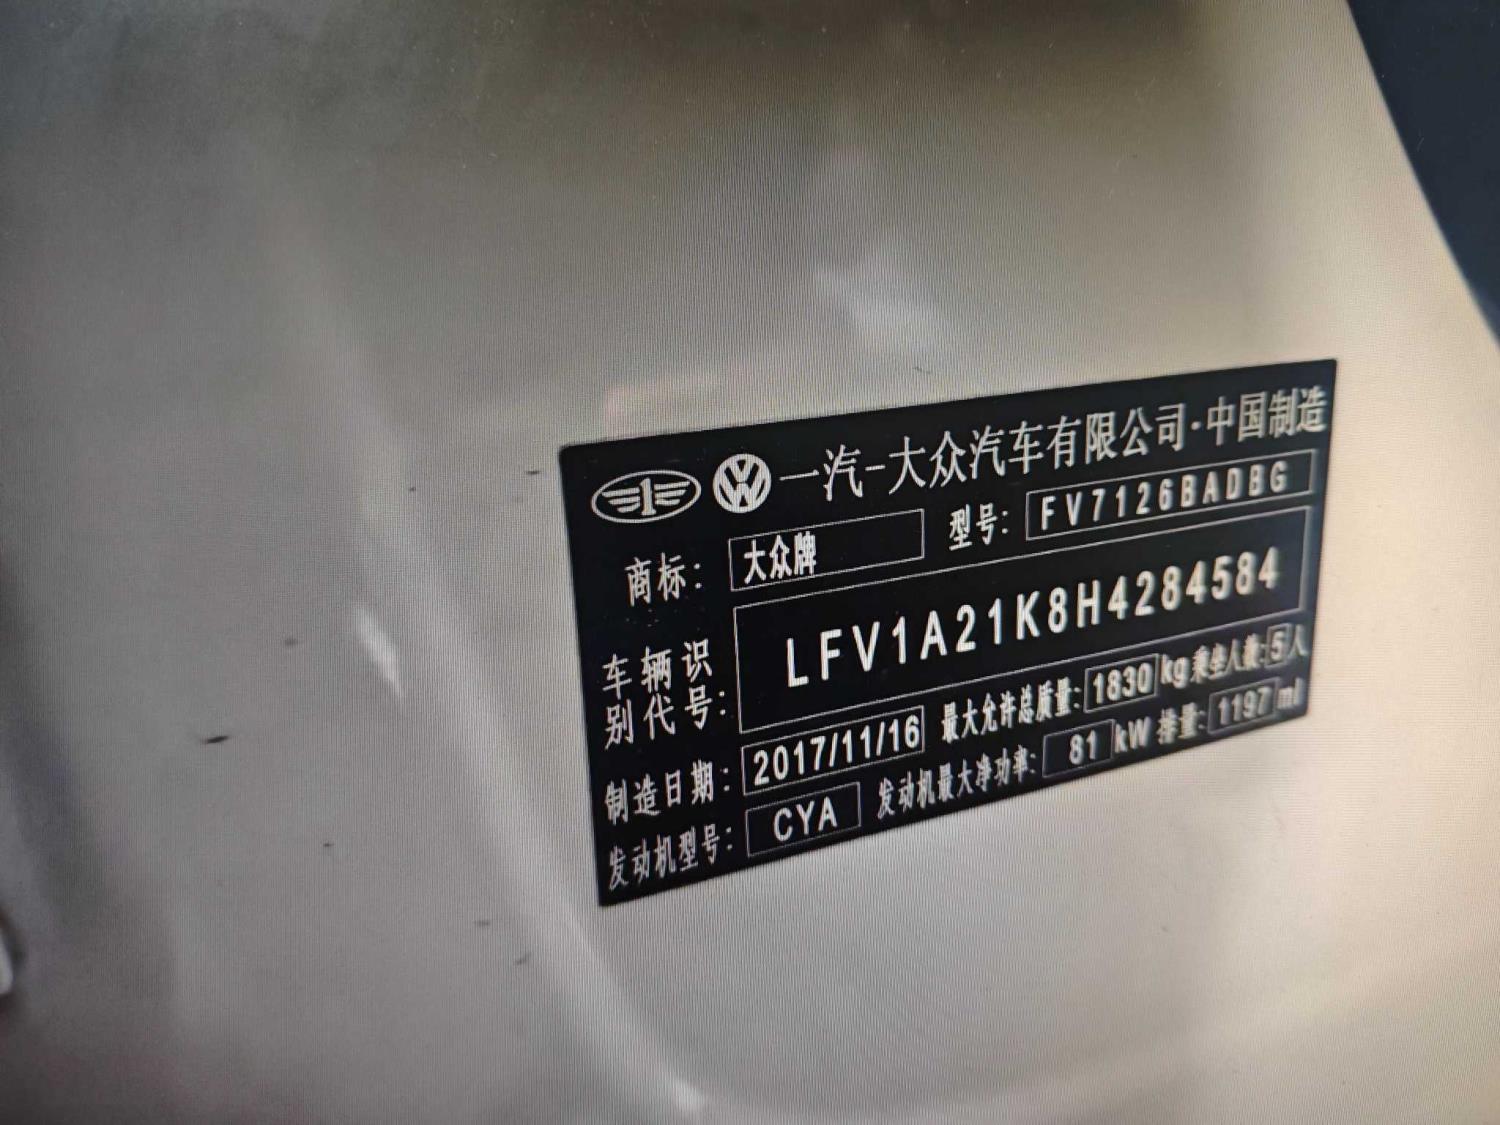 一汽-大众汽车有限公司·中国制造
商标: 大众牌 型号: FV7126BADBG
车辆识别代号: LFV1A21K8H4284584
制造日期: 2017/11/16 最大允许总质量: 1830 kg 乘坐人数: 5 人
发动机型号: CYA 发动机最大净功率: 81 kW 排量: 1197 ml